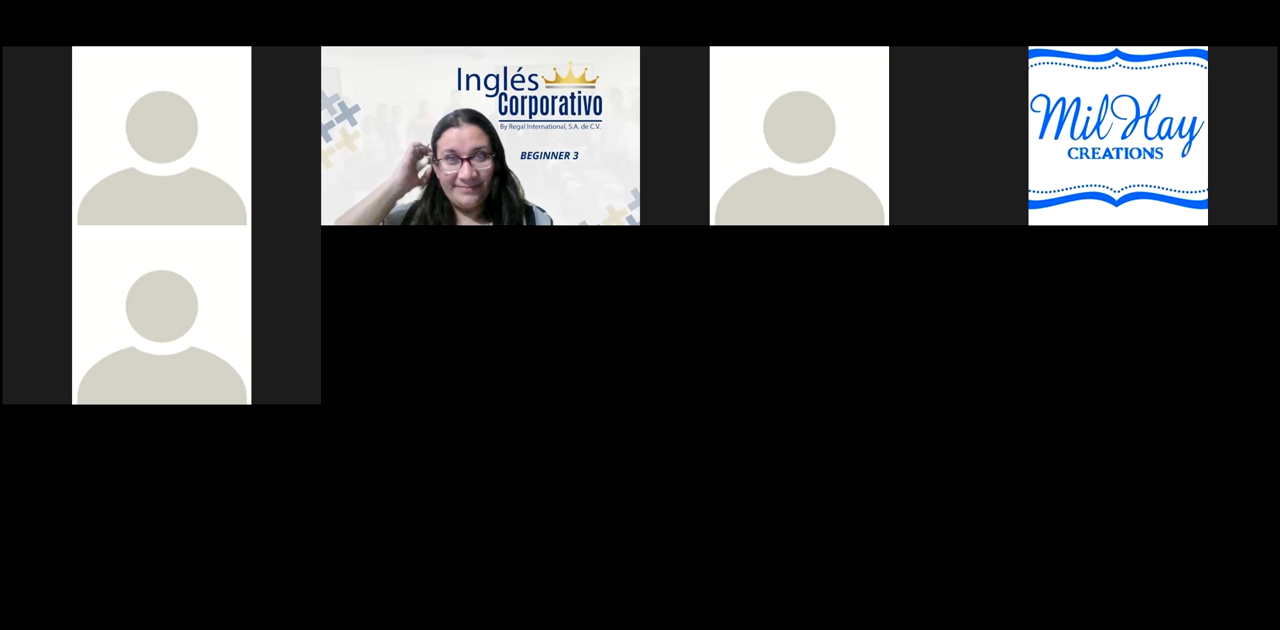 Inglés
Corporativo
By Regal International, S.A. de C.V.
BEGINNER 3
MilHay
CREATIONS